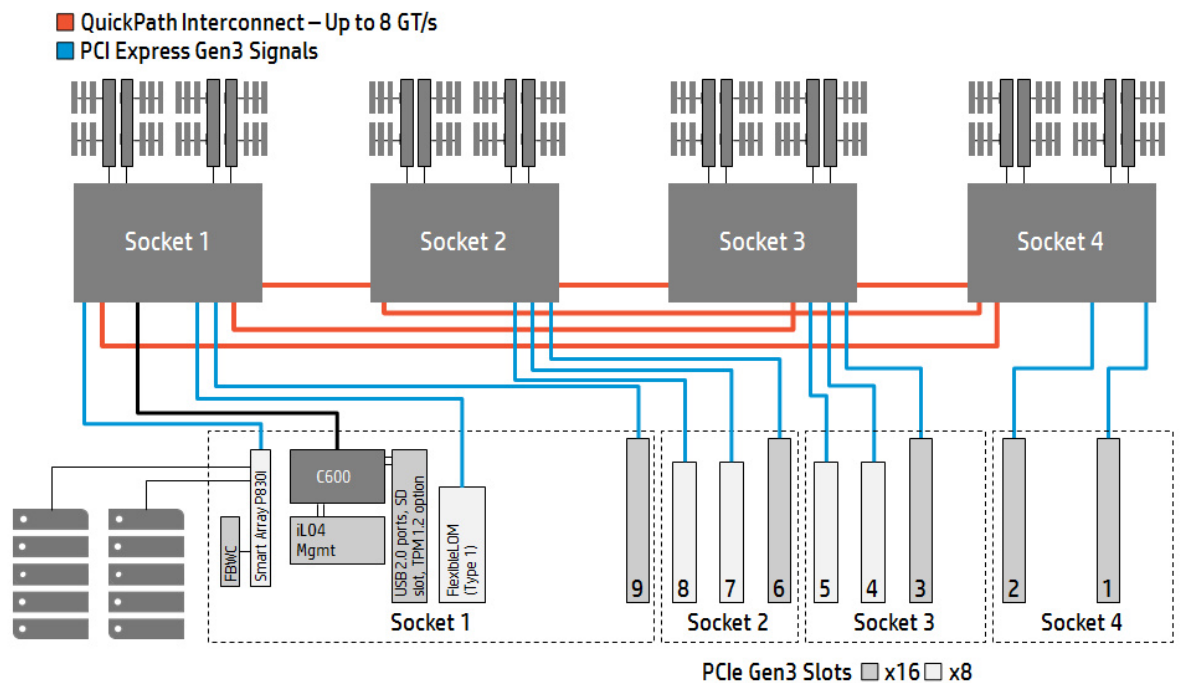 QuickPath Interconnect – Up to 8 GT/s
PCI Express Gen3 Signals
Socket 1
Socket 2
Socket 3
Socket 4
Smart Array P830I
FBWC
C600
iLO4
Mgmt
USB 2.0 ports, SD
slot, TPM 1.2 option
FlexibleLOM
(Type 1)
9
8
7
6
5
4
3
2
1
Socket 1
Socket 2
Socket 3
Socket 4
PCIe Gen3 Slots x16 x8